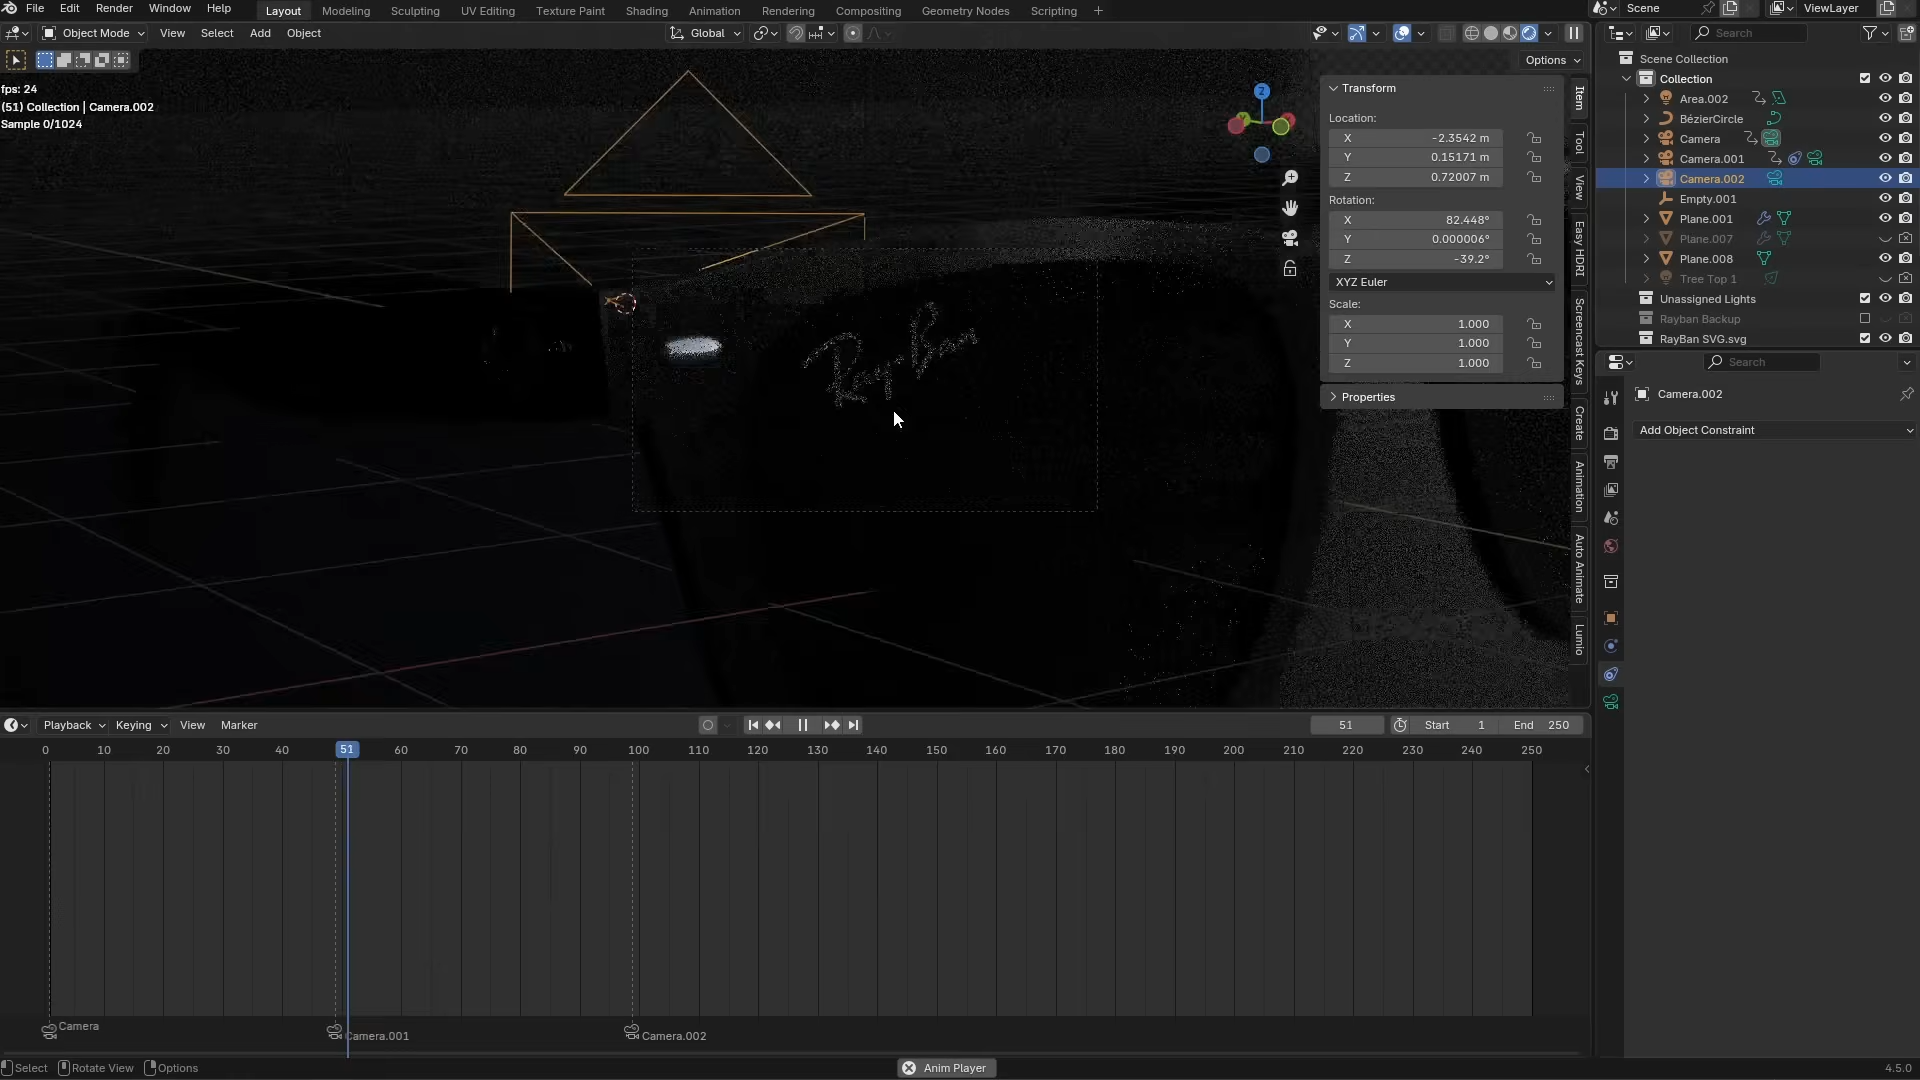 File Edit Render Window Help Layout Modeling Sculpting UV Editing Texture Paint Shading Animation Rendering Compositing Geometry Nodes Scripting + Scene ViewLayer
Object Mode View Select Add Object Global Search
Options
fps: 24
(51) Collection | Camera.002
Sample 0/1024
Z
Y
Ray-Ban
Transform
Location:
X -2.3542 m
Y 0.15171 m
Z 0.72007 m
Rotation:
X 82.448°
Y 0.000006°
Z -39.2°
XYZ Euler
Scale:
X 1.000
Y 1.000
Z 1.000
Properties
Item
Tool
View
Easy HDRI
Screencast Keys
Create
Animation
Auto Animate
Lumio
Scene Collection
Collection
Area.002
BézierCircle
Camera
Camera.001
Camera.002
Empty.001
Plane.001
Plane.007
Plane.008
Tree Top 1
Unassigned Lights
Rayban Backup
RayBan SVG.svg
Search
Camera.002
Add Object Constraint
Playback Keying View Marker 51 Start 1 End 250
0 10 20 30 40 51 60 70 80 90 100 110 120 130 140 150 160 170 180 190 200 210 220 230 240 250
Camera
Camera.001
Camera.002
Select Rotate View Options Anim Player 4.5.0